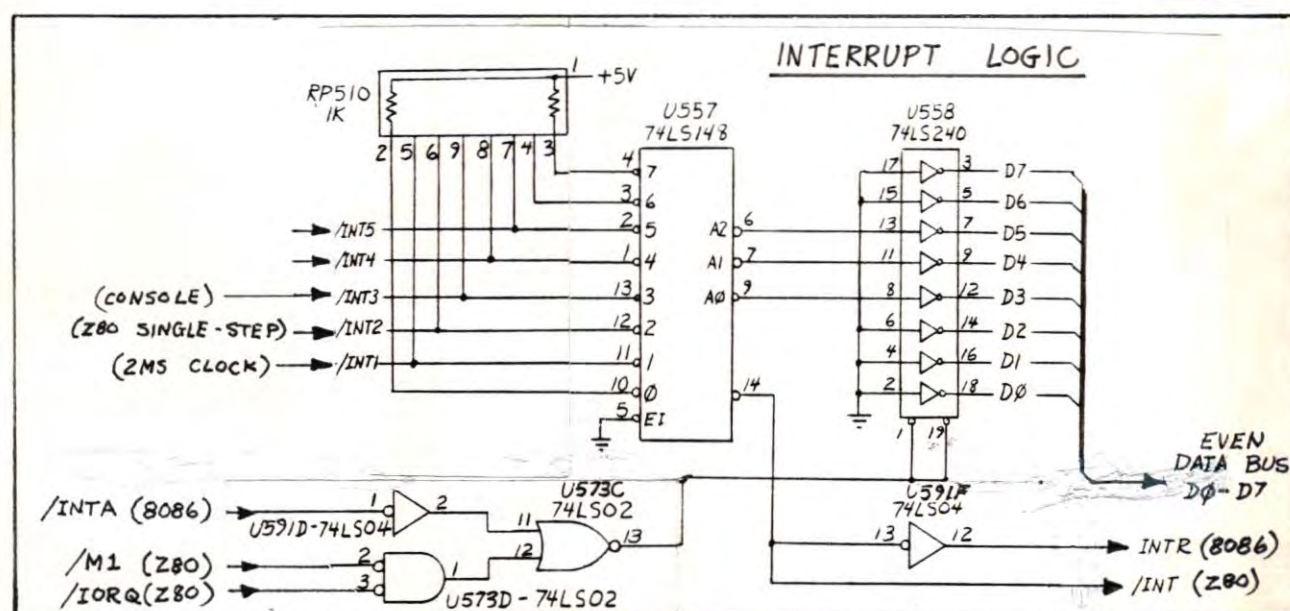 INTERRUPT LOGIC
RP510
1K
1
+5V
2 5 6 9 8 7 4 3
U557
74LS148
4 7
3 6
2 5
1 4
13 3
12 2
11 1
10 Ø
5 EI
A2 6
A1 7
AØ 9
14
U558
74LS240
17 3 D7
15 5 D6
13 7 D5
11 9 D4
8 12 D3
6 14 D2
4 16 D1
2 18 DØ
1 19
/INT5
/INT4
(CONSOLE) /INT3
(Z80 SINGLE-STEP) /INT2
(2MS CLOCK) /INT1
EVEN
DATA BUS
DØ-D7
/INTA (8086)
1 2
U591D-74LS04
/M1 (Z80)
/IORQ(Z80)
2
3
1
U573D-74LS02
U573C
74LS02
11
12
13
U591F
74LS04
13 12
INTR (8086)
/INT (Z80)